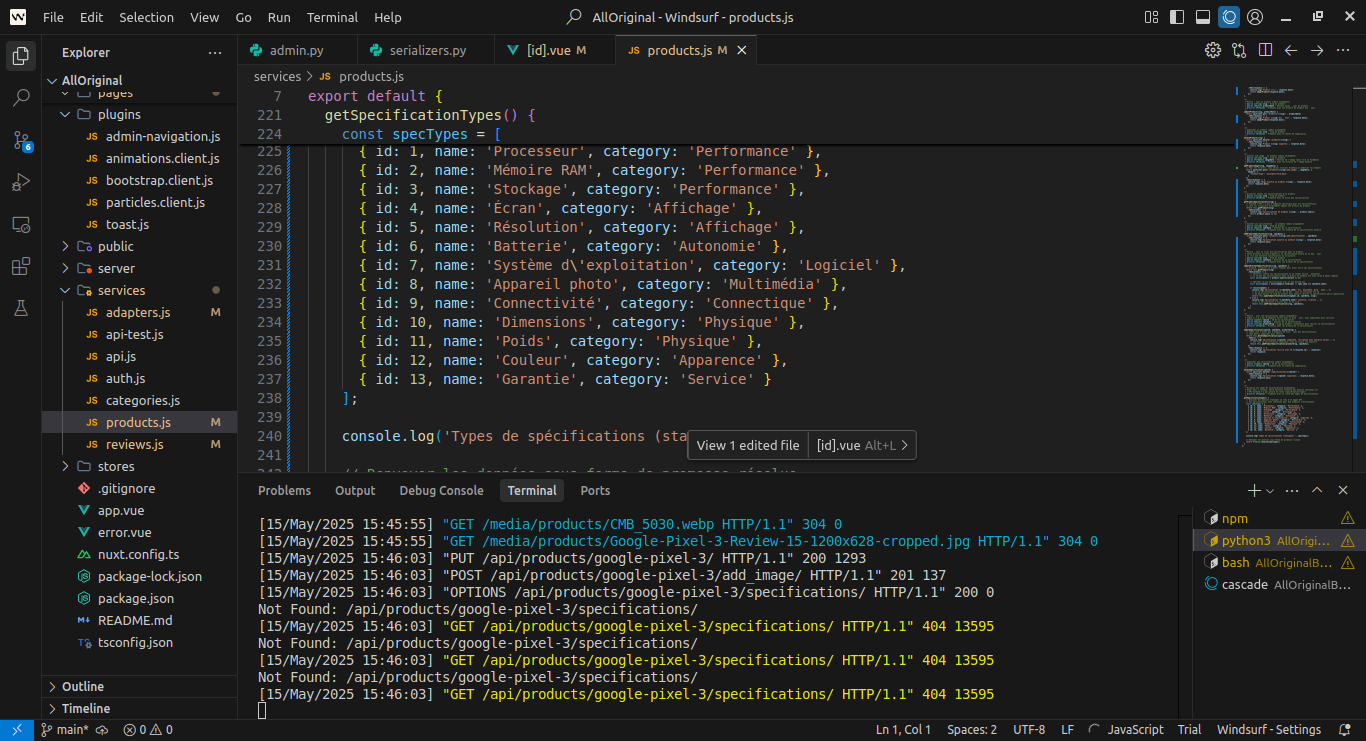 File Edit Selection View Go Run Terminal Help
AllOriginal - Windsurf - products.js
Explorer
AllOriginal
pages
plugins
JS admin-navigation.js
JS animations.client.js
JS bootstrap.client.js
JS particles.client.js
JS toast.js
public
server
services
JS adapters.js M
JS api-test.js
JS api.js
JS auth.js
JS categories.js
JS products.js M
JS reviews.js M
stores
.gitignore
app.vue
error.vue
nuxt.config.ts
package-lock.json
package.json
README.md
TS tsconfig.json
Outline
Timeline
6
admin.py serializers.py [id].vue M JS products.js M
services > JS products.js
7 export default {
221 getSpecificationTypes() {
224 const specTypes = [
225 { id: 1, name: 'Processeur', category: 'Performance' },
226 { id: 2, name: 'Mémoire RAM', category: 'Performance' },
227 { id: 3, name: 'Stockage', category: 'Performance' },
228 { id: 4, name: 'Écran', category: 'Affichage' },
229 { id: 5, name: 'Résolution', category: 'Affichage' },
230 { id: 6, name: 'Batterie', category: 'Autonomie' },
231 { id: 7, name: 'Système d\'exploitation', category: 'Logiciel' },
232 { id: 8, name: 'Appareil photo', category: 'Multimédia' },
233 { id: 9, name: 'Connectivité', category: 'Connectique' },
234 { id: 10, name: 'Dimensions', category: 'Physique' },
235 { id: 11, name: 'Poids', category: 'Physique' },
236 { id: 12, name: 'Couleur', category: 'Apparence' },
237 { id: 13, name: 'Garantie', category: 'Service' }
238 ];
239
240 console.log('Types de spécifications (sta
241
View 1 edited file [id].vue Alt+L >
Problems Output Debug Console Terminal Ports
[15/May/2025 15:45:55] "GET /media/products/CMB_5030.webp HTTP/1.1" 304 0
[15/May/2025 15:45:55] "GET /media/products/Google-Pixel-3-Review-15-1200x628-cropped.jpg HTTP/1.1" 304 0
[15/May/2025 15:46:03] "PUT /api/products/google-pixel-3/ HTTP/1.1" 200 1293
[15/May/2025 15:46:03] "POST /api/products/google-pixel-3/add_image/ HTTP/1.1" 201 137
[15/May/2025 15:46:03] "OPTIONS /api/products/google-pixel-3/specifications/ HTTP/1.1" 200 0
Not Found: /api/products/google-pixel-3/specifications/
[15/May/2025 15:46:03] "GET /api/products/google-pixel-3/specifications/ HTTP/1.1" 404 13595
Not Found: /api/products/google-pixel-3/specifications/
[15/May/2025 15:46:03] "GET /api/products/google-pixel-3/specifications/ HTTP/1.1" 404 13595
Not Found: /api/products/google-pixel-3/specifications/
[15/May/2025 15:46:03] "GET /api/products/google-pixel-3/specifications/ HTTP/1.1" 404 13595
npm
python3 AllOrigi...
bash AllOriginalB...
cascade AllOriginalB...
main* 0 0
Ln 1, Col 1 Spaces: 2 UTF-8 LF JavaScript Trial Windsurf - Settings